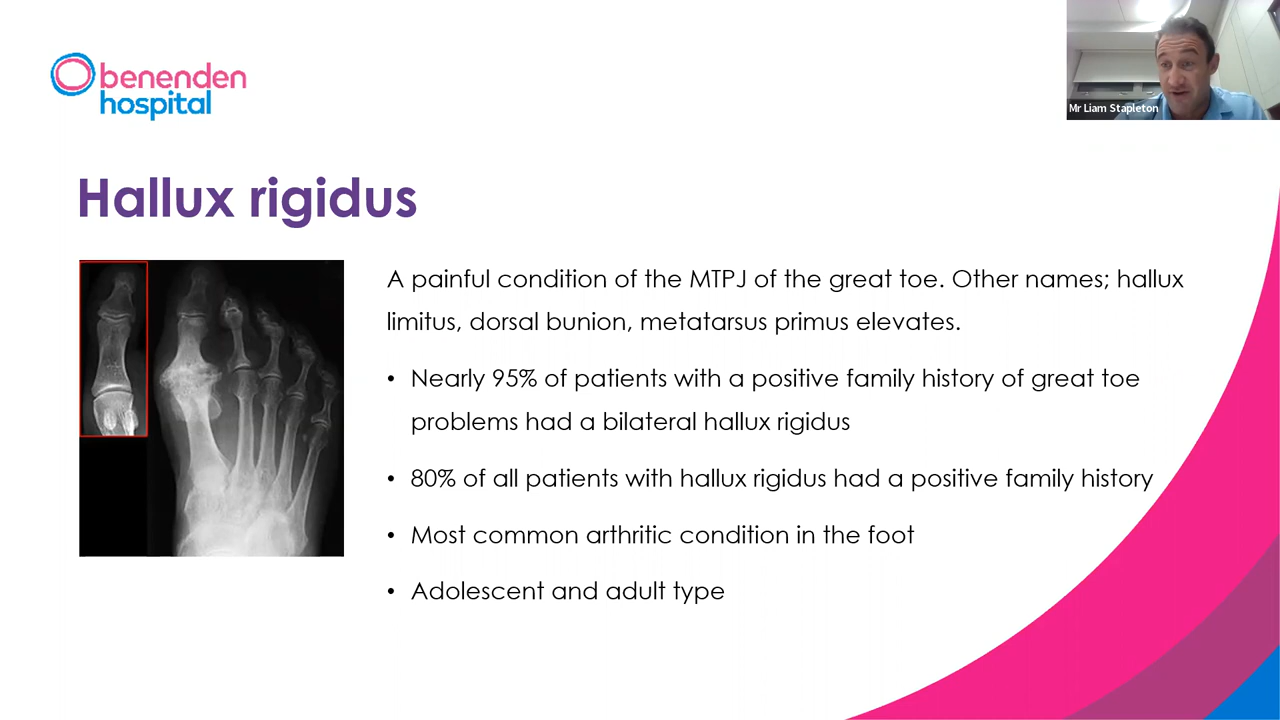 benenden
hospital
Mr Liam Stapleton
Hallux rigidus
A painful condition of the MTPJ of the great toe. Other names; hallux
limitus, dorsal bunion, metatarsus primus elevates.
• Nearly 95% of patients with a positive family history of great toe
problems had a bilateral hallux rigidus
• 80% of all patients with hallux rigidus had a positive family history
• Most common arthritic condition in the foot
• Adolescent and adult type